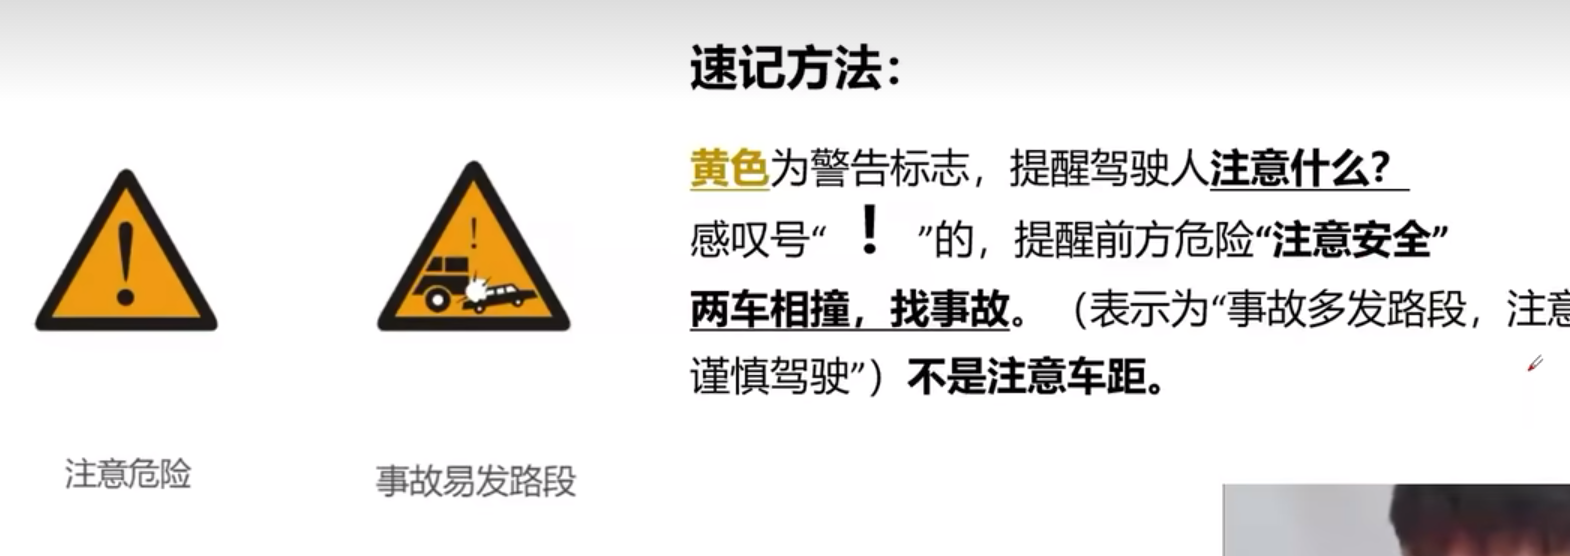 速记方法：
黄色为警告标志，提醒驾驶人注意什么？
感叹号“ ！ ”的，提醒前方危险“注意安全”
两车相撞，找事故。（表示为“事故多发路段，注意
谨慎驾驶”）不是注意车距。
!
!
注意危险
事故易发路段